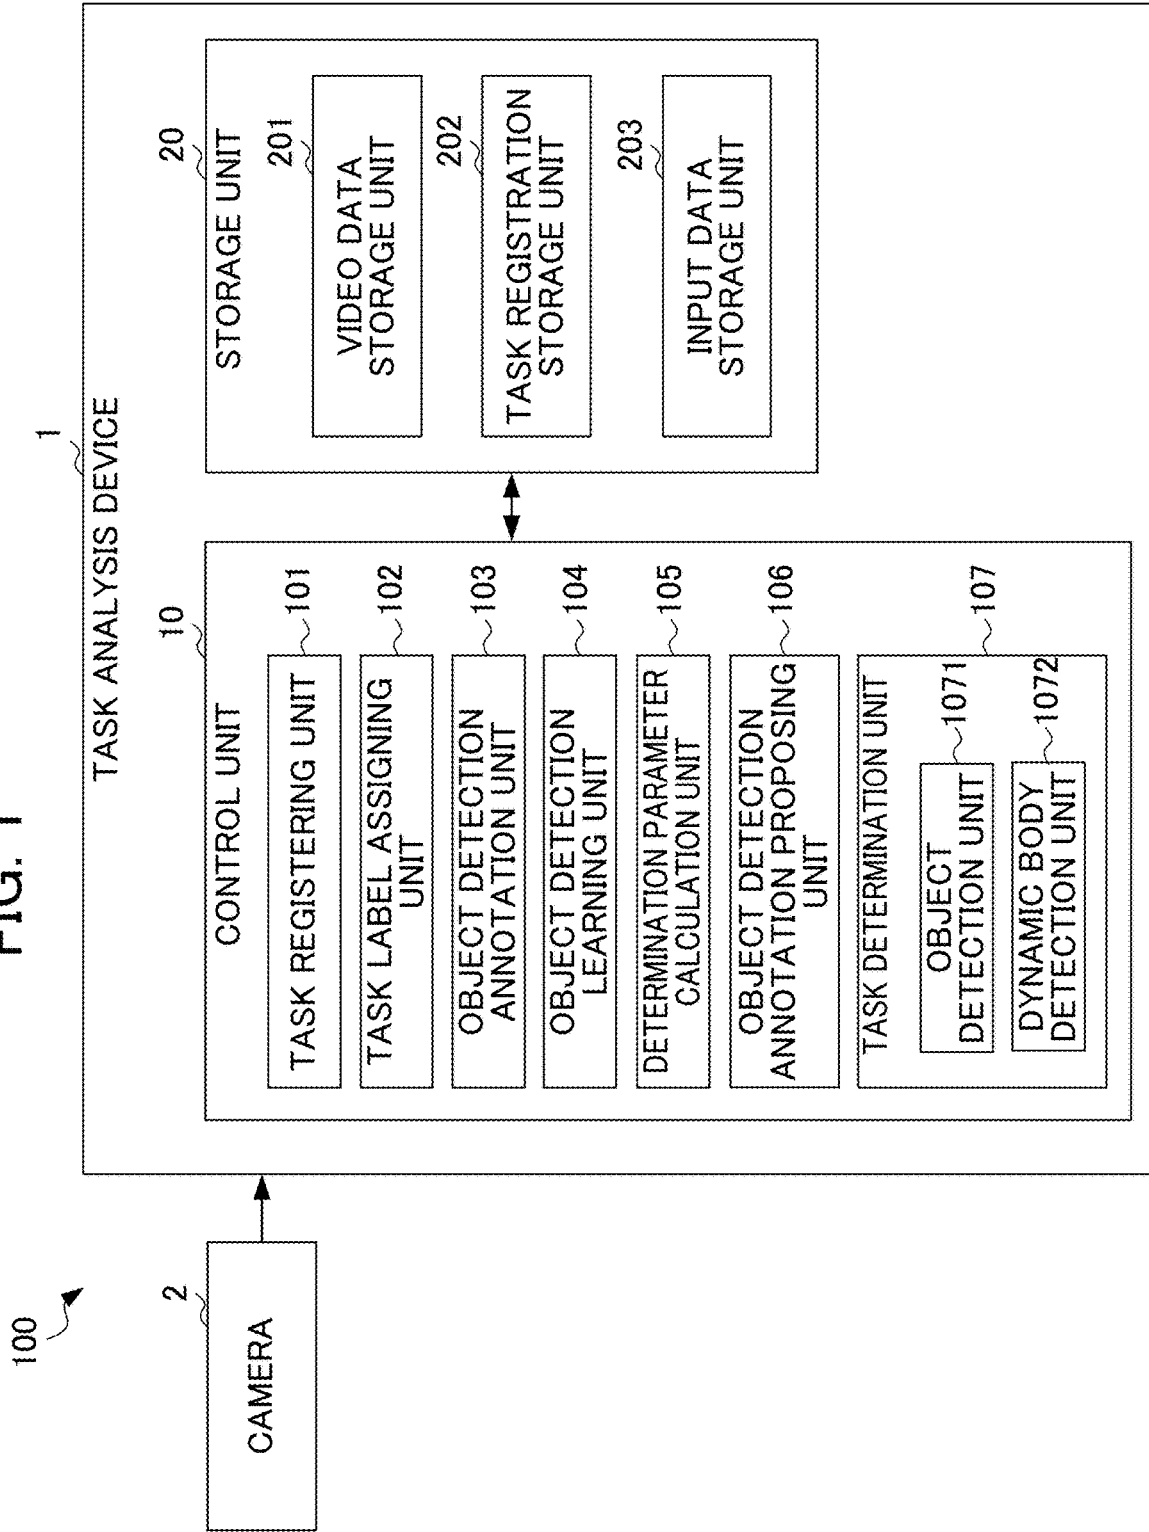 FIG. 1
100
1
TASK ANALYSIS DEVICE
2
CAMERA
10
CONTROL UNIT
TASK REGISTERING UNIT
101
TASK LABEL ASSIGNING
UNIT
102
OBJECT DETECTION
ANNOTATION UNIT
103
OBJECT DETECTION
LEARNING UNIT
104
DETERMINATION PARAMETER
CALCULATION UNIT
105
OBJECT DETECTION
ANNOTATION PROPOSING
UNIT
106
TASK DETERMINATION UNIT
107
OBJECT
DETECTION UNIT
1071
DYNAMIC BODY
DETECTION UNIT
1072
20
STORAGE UNIT
201
VIDEO DATA
STORAGE UNIT
202
TASK REGISTRATION
STORAGE UNIT
203
INPUT DATA
STORAGE UNIT